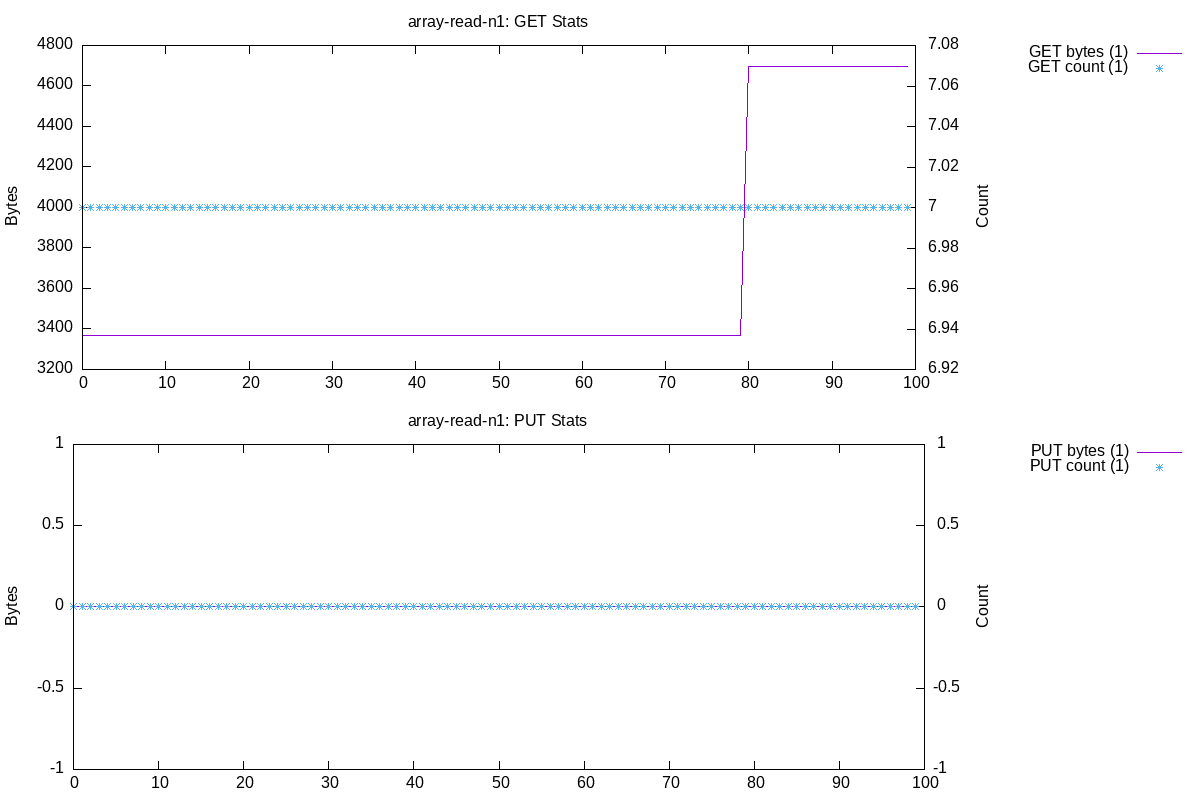 array-read-n1: GET Stats
4800
4600
4400
4200
4000
3800
3600
3400
3200
Bytes
7.08
7.06
7.04
7.02
7
6.98
6.96
6.94
6.92
Count
GET bytes (1)
GET count (1)
0 10 20 30 40 50 60 70 80 90 100
array-read-n1: PUT Stats
1
0.5
0
-0.5
-1
Bytes
1
0.5
0
-0.5
-1
Count
PUT bytes (1)
PUT count (1)
0 10 20 30 40 50 60 70 80 90 100